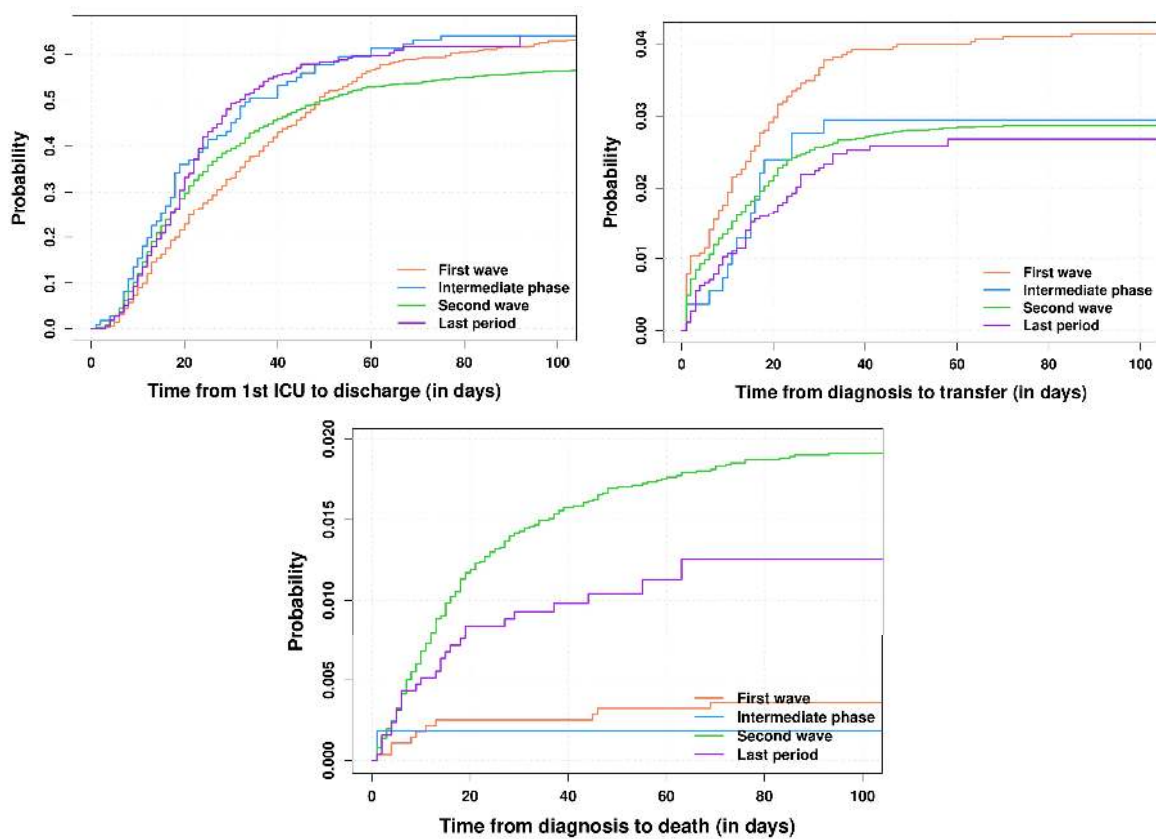 Probability
0.0 0.1 0.2 0.3 0.4 0.5 0.6
First wave
Intermediate phase
Second wave
Last period
0 20 40 60 80 100
Time from 1st ICU to discharge (in days)
Probability
0.00 0.01 0.02 0.03 0.04
First wave
Intermediate phase
Second wave
Last period
0 20 40 60 80 100
Time from diagnosis to transfer (in days)
Probability
0.000 0.005 0.010 0.015 0.020
First wave
Intermediate phase
Second wave
Last period
0 20 40 60 80 100
Time from diagnosis to death (in days)